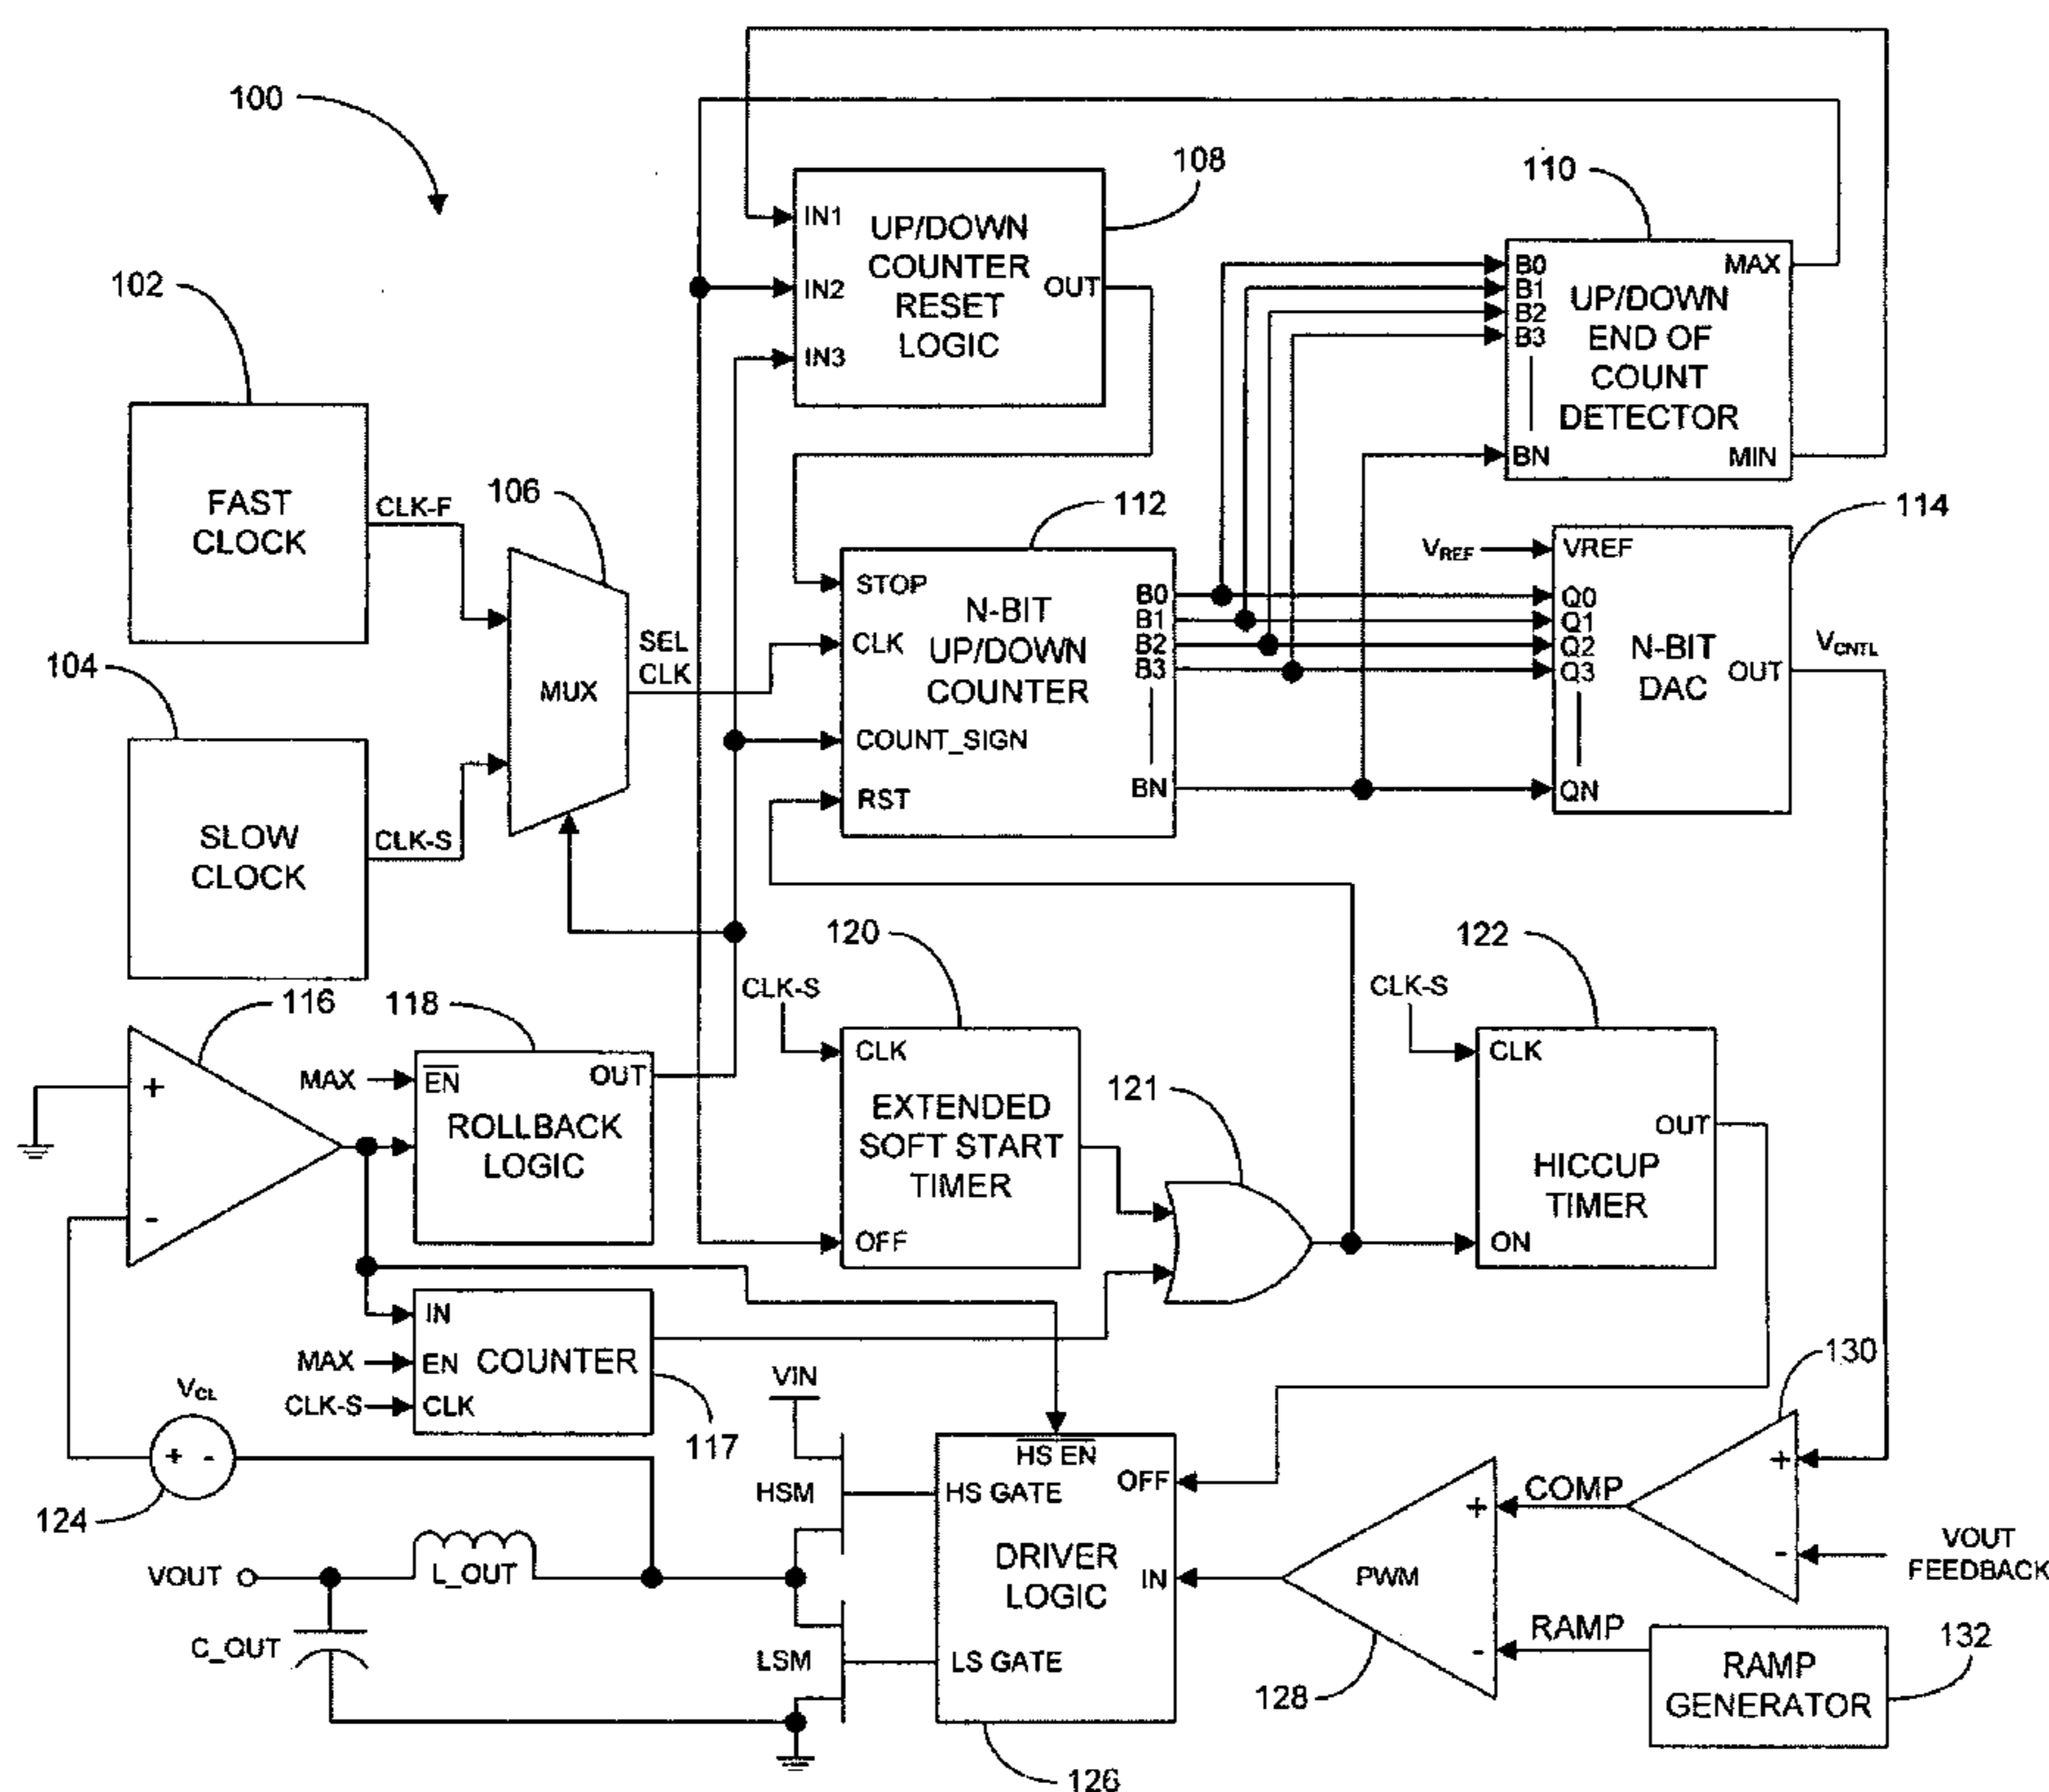 100
108
IN1
UP/DOWN
COUNTER
RESET
LOGIC
IN2
OUT
IN3
110
B0
MAX
B1
UP/DOWN
END OF
COUNT
DETECTOR
B2
B3
BN
MIN
102
FAST
CLOCK
CLK-F
106
MUX
SEL
CLK
104
SLOW
CLOCK
CLK-S
112
STOP
N-BIT
UP/DOWN
COUNTER
CLK
COUNT_SIGN
RST
B0
B1
B2
B3
BN
114
VREF
VREF
Q0
Q1
Q2
Q3
QN
N-BIT
DAC
OUT
VCNTL
116
+
-
118
MAX
EN
OUT
ROLLBACK
LOGIC
120
CLK-S
CLK
EXTENDED
SOFT START
TIMER
OFF
121
122
CLK-S
CLK
OUT
HICCUP
TIMER
ON
IN
MAX
EN
COUNTER
CLK-S
CLK
117
VCL
+ -
124
VIN
HSM
HS EN
OFF
HS GATE
DRIVER
LOGIC
IN
LS GATE
LSM
126
VOUT
L_OUT
C_OUT
130
+
-
COMP
VOUT
FEEDBACK
+
PWM
-
128
RAMP
RAMP
GENERATOR
132